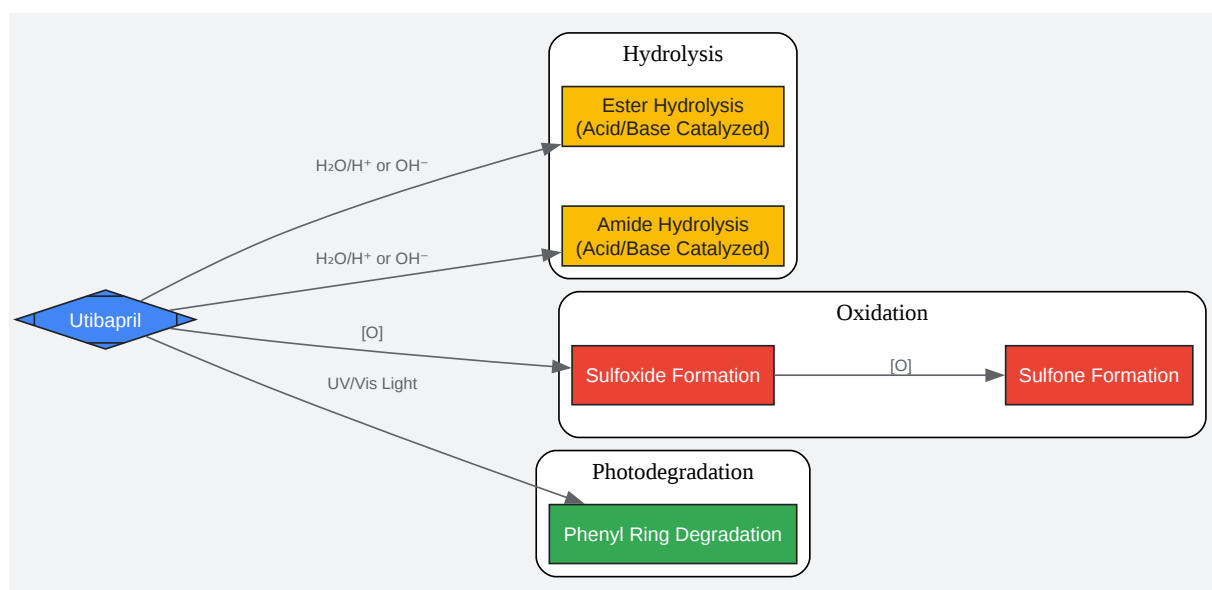 Hydrolysis
Ester Hydrolysis
(Acid/Base Catalyzed)
H₂O/H⁺ or OH⁻
Amide Hydrolysis
(Acid/Base Catalyzed)
H₂O/H⁺ or OH⁻
Utibapril
Oxidation
[O]
Sulfoxide Formation
[O]
Sulfone Formation
UV/Vis Light
Photodegradation
Phenyl Ring Degradation